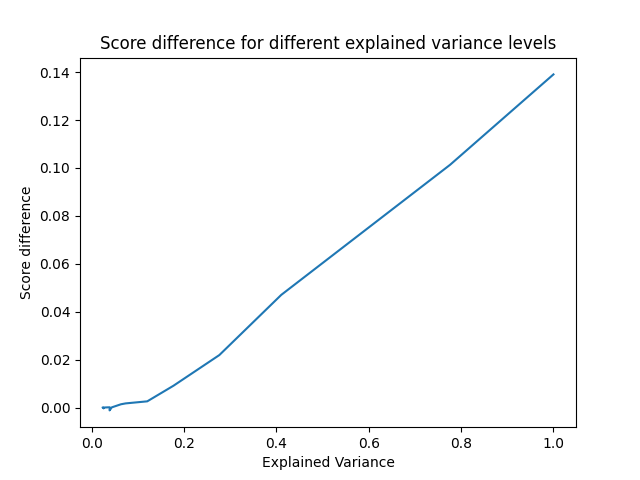 Score difference for different explained variance levels
0.14
0.12
0.10
0.08
0.06
0.04
0.02
0.00
Score difference
0.0 0.2 0.4 0.6 0.8 1.0
Explained Variance